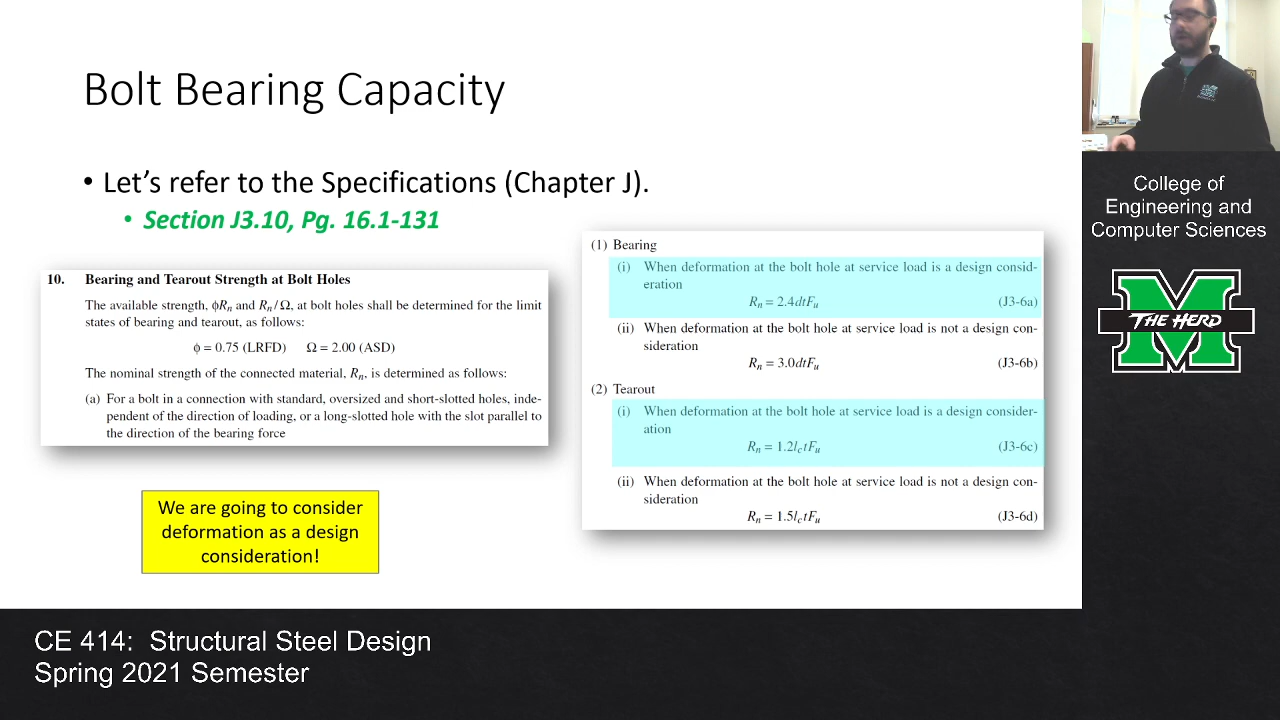 Bolt Bearing Capacity
• Let's refer to the Specifications (Chapter J).
• Section J3.10, Pg. 16.1-131
10. Bearing and Tearout Strength at Bolt Holes
The available strength, ϕRn and Rn/Ω, at bolt holes shall be determined for the limit
states of bearing and tearout, as follows:
ϕ = 0.75 (LRFD) Ω = 2.00 (ASD)
The nominal strength of the connected material, Rn, is determined as follows:
(a) For a bolt in a connection with standard, oversized and short-slotted holes, inde-
pendent of the direction of loading, or a long-slotted hole with the slot parallel to
the direction of the bearing force
We are going to consider
deformation as a design
consideration!
(1) Bearing
(i) When deformation at the bolt hole at service load is a design consid-
eration
Rn = 2.4dtFu (J3-6a)
(ii) When deformation at the bolt hole at service load is not a design con-
sideration
Rn = 3.0dtFu (J3-6b)
(2) Tearout
(i) When deformation at the bolt hole at service load is a design consider-
ation
Rn = 1.2lctFu (J3-6c)
(ii) When deformation at the bolt hole at service load is not a design con-
sideration
Rn = 1.5lctFu (J3-6d)
College of
Engineering and
Computer Sciences
THE HERD
CE 414: Structural Steel Design
Spring 2021 Semester